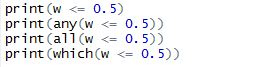 print(w <= 0.5)
print(any(w <= 0.5))
print(all(w <= 0.5))
print(which(w <= 0.5))